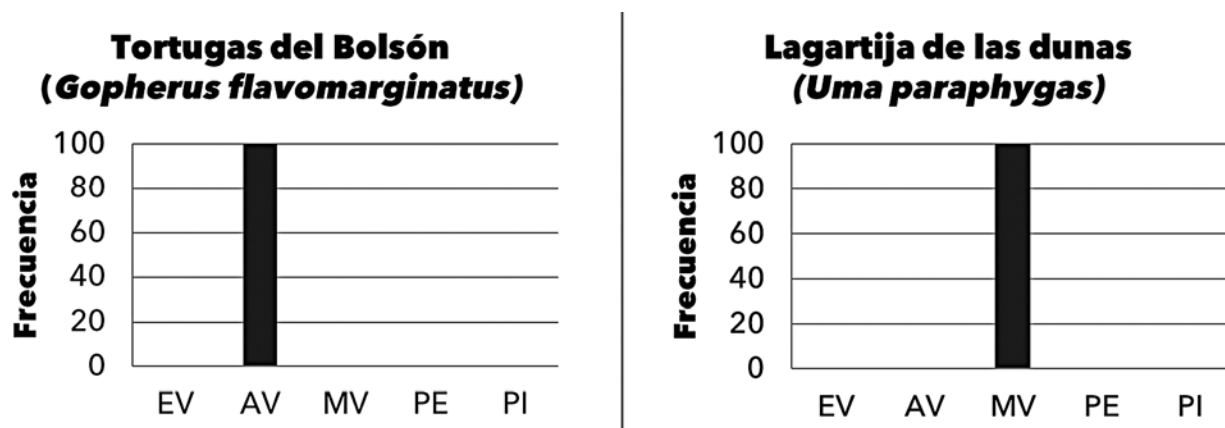 Tortugas del Bolsón
(Gopherus flavomarginatus)
Frecuencia
100
80
60
40
20
0
EV AV MV PE PI
Lagartija de las dunas
(Uma paraphygas)
Frecuencia
100
80
60
40
20
0
EV AV MV PE PI